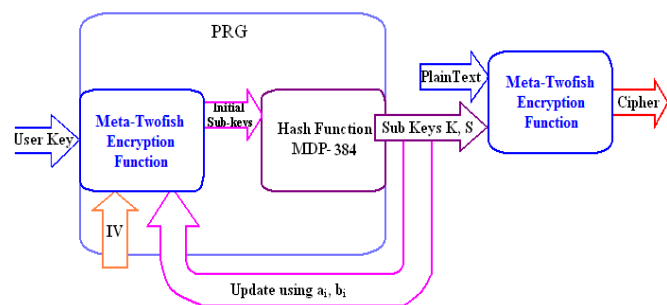 PRG
User Key
Meta-Twofish
Encryption
Function
Initial
Sub-keys
Hash Function
MDP- 384
Sub Keys K, S
PlainText
Meta-Twofish
Encryption
Function
Cipher
IV
Update using aᵢ, bᵢ